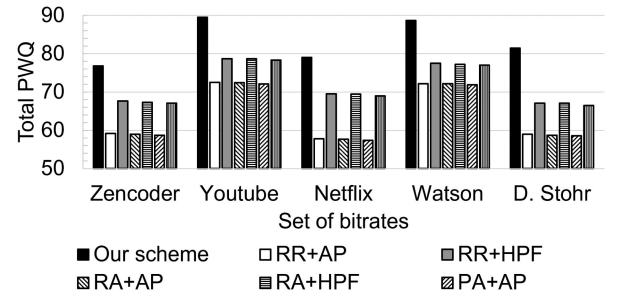 Total PWQ
90
80
70
60
50
Zencoder Youtube Netflix Watson D. Stohr
Set of bitrates
Our scheme RR+AP RR+HPF
RA+AP RA+HPF PA+AP